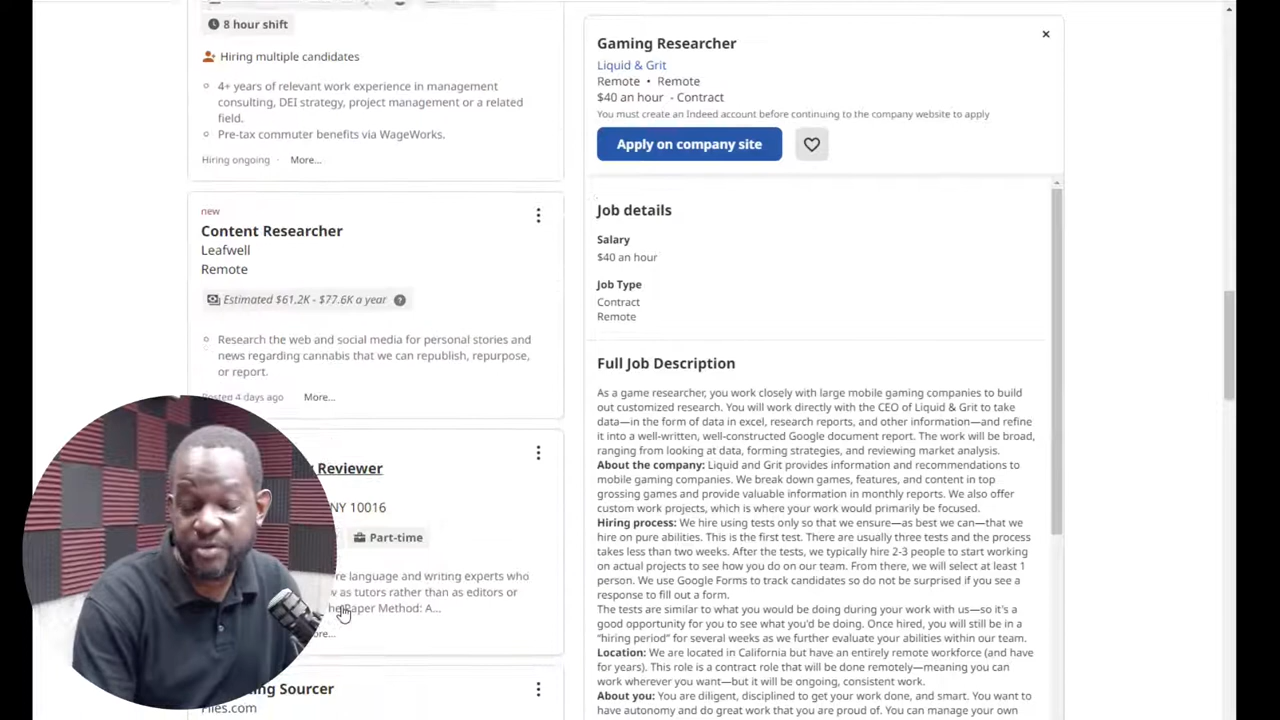 8 hour shift
Hiring multiple candidates
4+ years of relevant work experience in management
consulting, DEI strategy, project management or a related
field.
Pre-tax commuter benefits via WageWorks.
Hiring ongoing · More...
new
Content Researcher
Leafwell
Remote
Estimated $61.2K - $77.6K a year ?
Research the web and social media for personal stories and
news regarding cannabis that we can republish, repurpose,
or report.
Posted 4 days ago More...
Reviewer
NY 10016
Part-time
language and writing experts who
as tutors rather than as editors or
Paper Method: A...
Sourcer
Files.com
Gaming Researcher
Liquid & Grit
Remote • Remote
$40 an hour - Contract
You must create an Indeed account before continuing to the company website to apply
Apply on company site
Job details
Salary
$40 an hour
Job Type
Contract
Remote
Full Job Description
As a game researcher, you work closely with large mobile gaming companies to build
out customized research. You will work directly with the CEO of Liquid & Grit to take
data—in the form of data in excel, research reports, and other information—and refine
it into a well-written, well-constructed Google document report. The work will be broad,
ranging from looking at data, forming strategies, and reviewing market analysis.
About the company: Liquid and Grit provides information and recommendations to
mobile gaming companies. We break down games, features, and content in top
grossing games and provide valuable information in monthly reports. We also offer
custom work projects, which is where your work would primarily be focused.
Hiring process: We hire using tests only so that we ensure—as best we can—that we
hire on pure abilities. This is the first test. There are usually three tests and the process
takes less than two weeks. After the tests, we typically hire 2-3 people to start working
on actual projects to see how you do on our team. From there, we will select at least 1
person. We use Google Forms to track candidates so do not be surprised if you see a
response to fill out a form.
The tests are similar to what you would be doing during your work with us—so it's a
good opportunity for you to see what you'd be doing. Once hired, you will still be in a
"hiring period" for several weeks as we further evaluate your abilities within our team.
Location: We are located in California but have an entirely remote workforce (and have
for years). This role is a contract role that will be done remotely—meaning you can
work wherever you want—but it will be ongoing, consistent work.
About you: You are diligent, disciplined to get your work done, and smart. You want to
have autonomy and do great work that you are proud of. You can manage your own